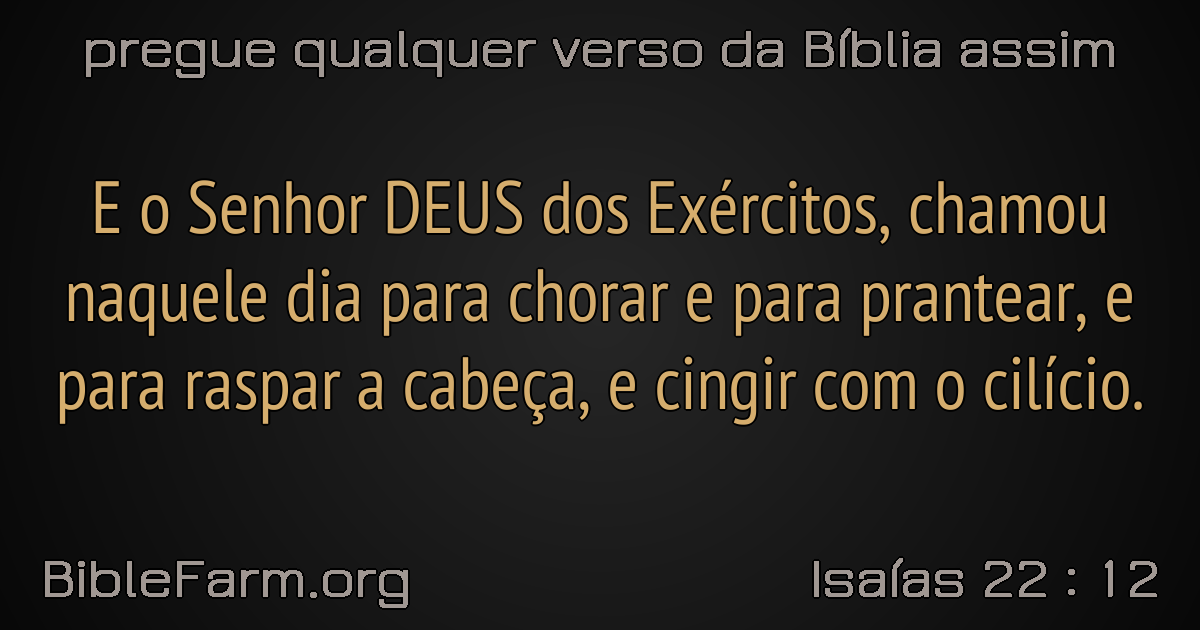 pregue qualquer verso da Bíblia assim
E o Senhor DEUS dos Exércitos, chamou
naquele dia para chorar e para prantear, e
para raspar a cabeça, e cingir com o cilício.
BibleFarm.org
Isaías 22 : 12